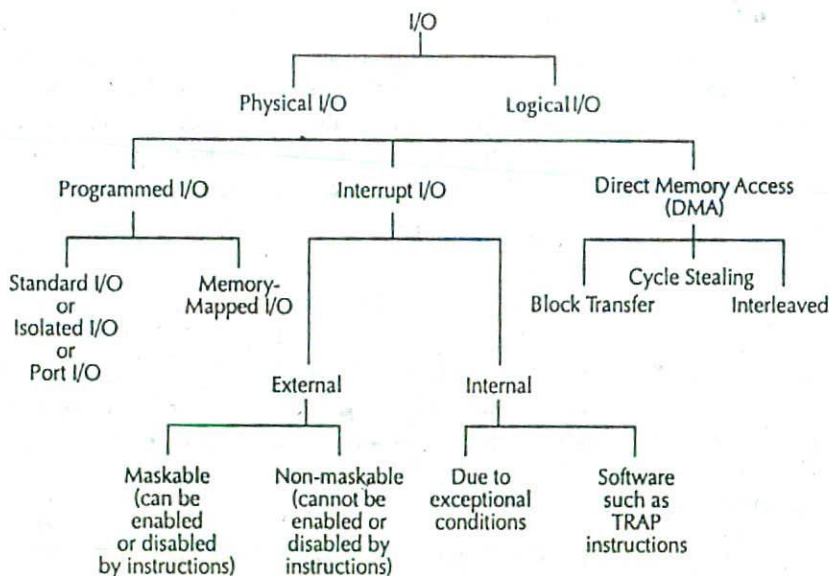 I/O
Physical I/O
Logical I/O
Programmed I/O
Interrupt I/O
Direct Memory Access
(DMA)
Standard I/O
or
Isolated I/O
or
Port I/O
Memory-
Mapped I/O
Block Transfer
Cycle Stealing
Interleaved
External
Internal
Maskable
(can be
enabled
or disabled
by instructions)
Non-maskable
(cannot be
enabled or
disabled by
instructions)
Due to
exceptional
conditions
Software
such as
TRAP
instructions